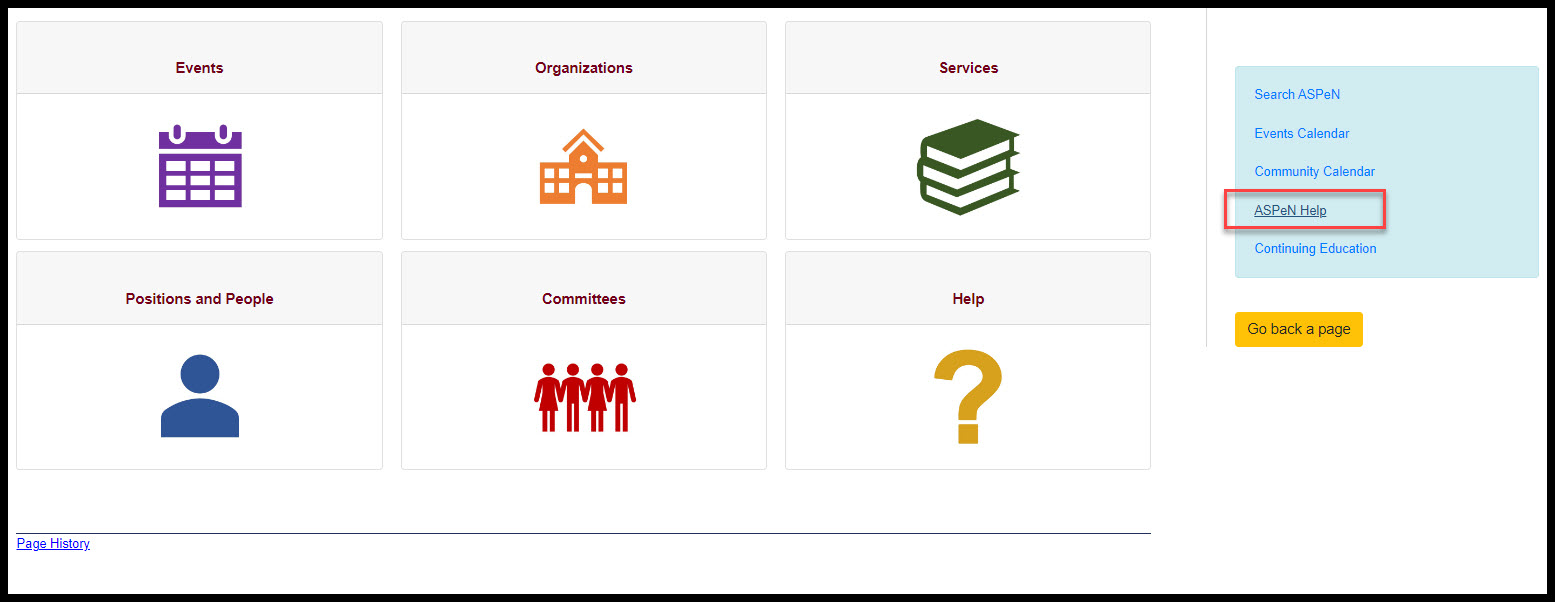 Events
Organizations
Services
Positions and People
Committees
Help
Page History
Search ASPeN
Events Calendar
Community Calendar
ASPeN Help
Continuing Education
Go back a page